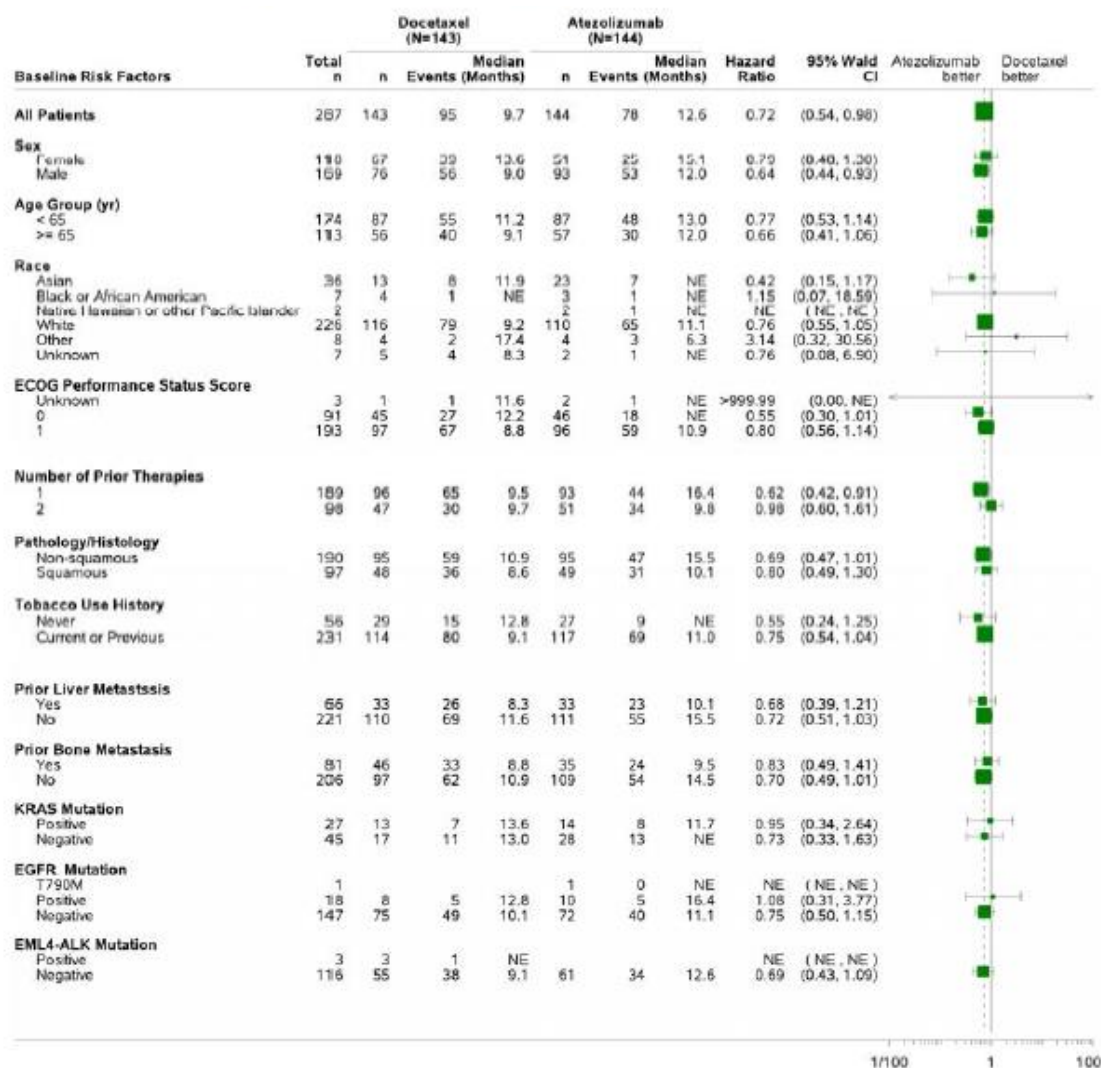 Docetaxel Atezolizumab
(N=143) (N=144)
Total Median Median Hazard 95% Wald Atezolizumab Docetaxel
Baseline Risk Factors n n Events (Months) n Events (Months) Ratio CI better better
All Patients 287 143 95 9.7 144 78 12.6 0.72 (0.54, 0.98)
Sex
Female 67 39 13.6 51 25 15.1
Male 169 76 56 9.0 93 53 12.0 0.64 (0.44, 0.93)
Age Group (yr)
< 65 174 87 55 11.2 87 48 13.0 0.77 (0.53, 1.14)
>= 65 113 56 40 9.1 57 30 12.0 0.66 (0.41, 1.06)
Race
Asian 36 13 8 11.9 23 7 NE 0.42 (0.15, 1.17)
Black or African American 7 4 1 NE 3 1 NE 1.15 (0.07, 18.59)
Native Hawaiian or other Pacific Islander 2 2 1 NE NE (NE, NE)
White 226 116 79 9.2 110 65 11.1 0.76 (0.55, 1.05)
Other 8 4 2 17.4 4 3 6.3 3.14 (0.32, 30.56)
Unknown 7 5 4 8.3 2 1 NE 0.76 (0.08, 6.90)
ECOG Performance Status Score
Unknown 3 1 1 11.6 2 1 NE >999.99 (0.00, NE)
0 91 45 27 12.2 46 18 NE 0.55 (0.30, 1.01)
1 193 97 67 8.8 96 59 10.9 0.80 (0.56, 1.14)
Number of Prior Therapies
1 189 96 65 9.5 93 44 16.4 0.62 (0.42, 0.91)
2 98 47 30 9.7 51 34 9.8 0.98 (0.60, 1.61)
Pathology/Histology
Non-squamous 190 95 59 10.9 95 47 15.5 0.69 (0.47, 1.01)
Squamous 97 48 36 8.6 49 31 10.1 0.80 (0.49, 1.30)
Tobacco Use History
Never 56 29 15 12.8 27 9 NE 0.55 (0.24, 1.25)
Current or Previous 231 114 80 9.1 117 69 11.0 0.75 (0.54, 1.04)
Prior Liver Metastssis
Yes 66 33 26 8.3 33 23 10.1 0.68 (0.39, 1.21)
No 221 110 69 11.6 111 55 15.5 0.72 (0.51, 1.03)
Prior Bone Metastasis
Yes 81 46 33 8.8 35 24 9.5 0.83 (0.49, 1.41)
No 206 97 62 10.9 109 54 14.5 0.70 (0.49, 1.01)
KRAS Mutation
Positive 27 13 7 13.6 14 8 11.7 0.95 (0.34, 2.64)
Negative 45 17 11 13.0 28 13 NE 0.73 (0.33, 1.63)
EGFR Mutation
T790M 1 1 0 NE NE ( NE , NE )
Positive 18 8 5 12.8 10 5 16.4 1.08 (0.31, 3.77)
Negative 147 75 49 10.1 72 40 11.1 0.75 (0.50, 1.15)
EML4-ALK Mutation
Positive 3 3 1 NE NE ( NE , NE )
Negative 116 55 38 9.1 61 34 12.6 0.69 (0.43, 1.09)
1/100 1 100